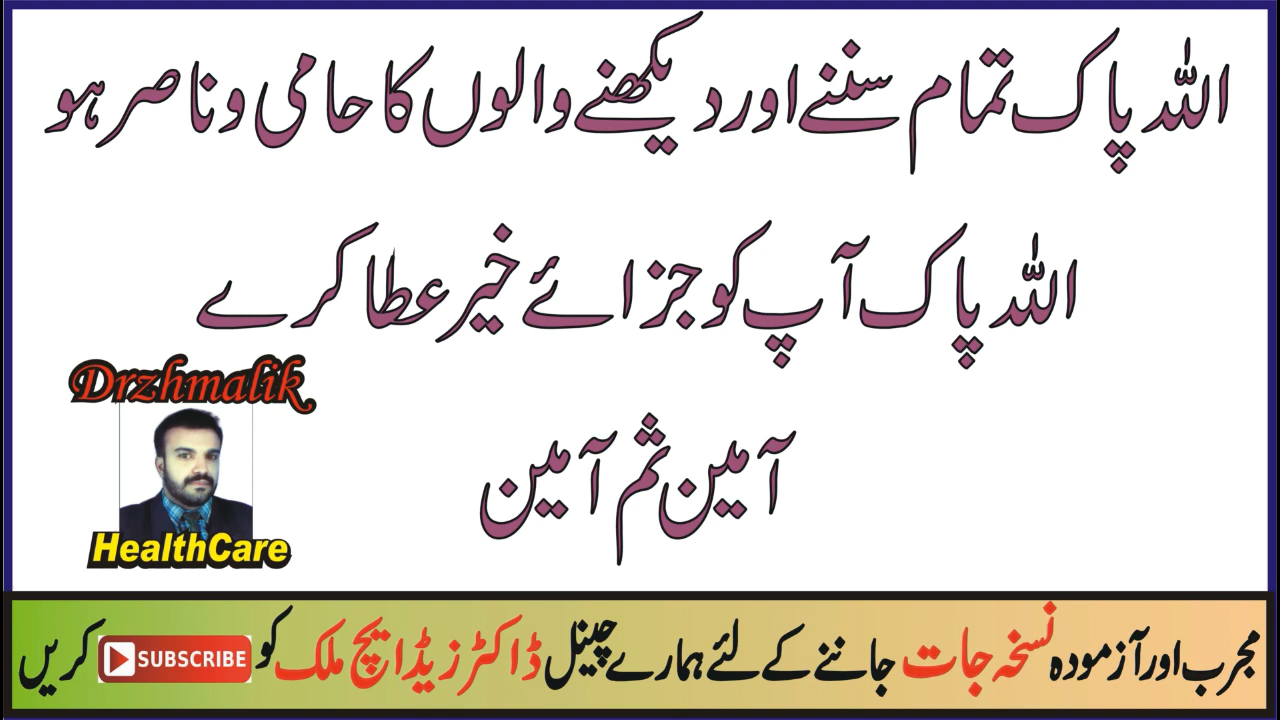 اللہ پاک تمام سننے اور دیکھنے والوں کا حامی و ناصر ہو
اللہ پاک آپ کو جزائے خیر عطا کرے
Drzhmalik
آمین ثم آمین
HealthCare
مجرب اور آزمودہ نسخہ جات جاننے کے لئے ہمارے چینل ڈاکٹر زیڈ ایچ ملک کو SUBSCRIBE کریں